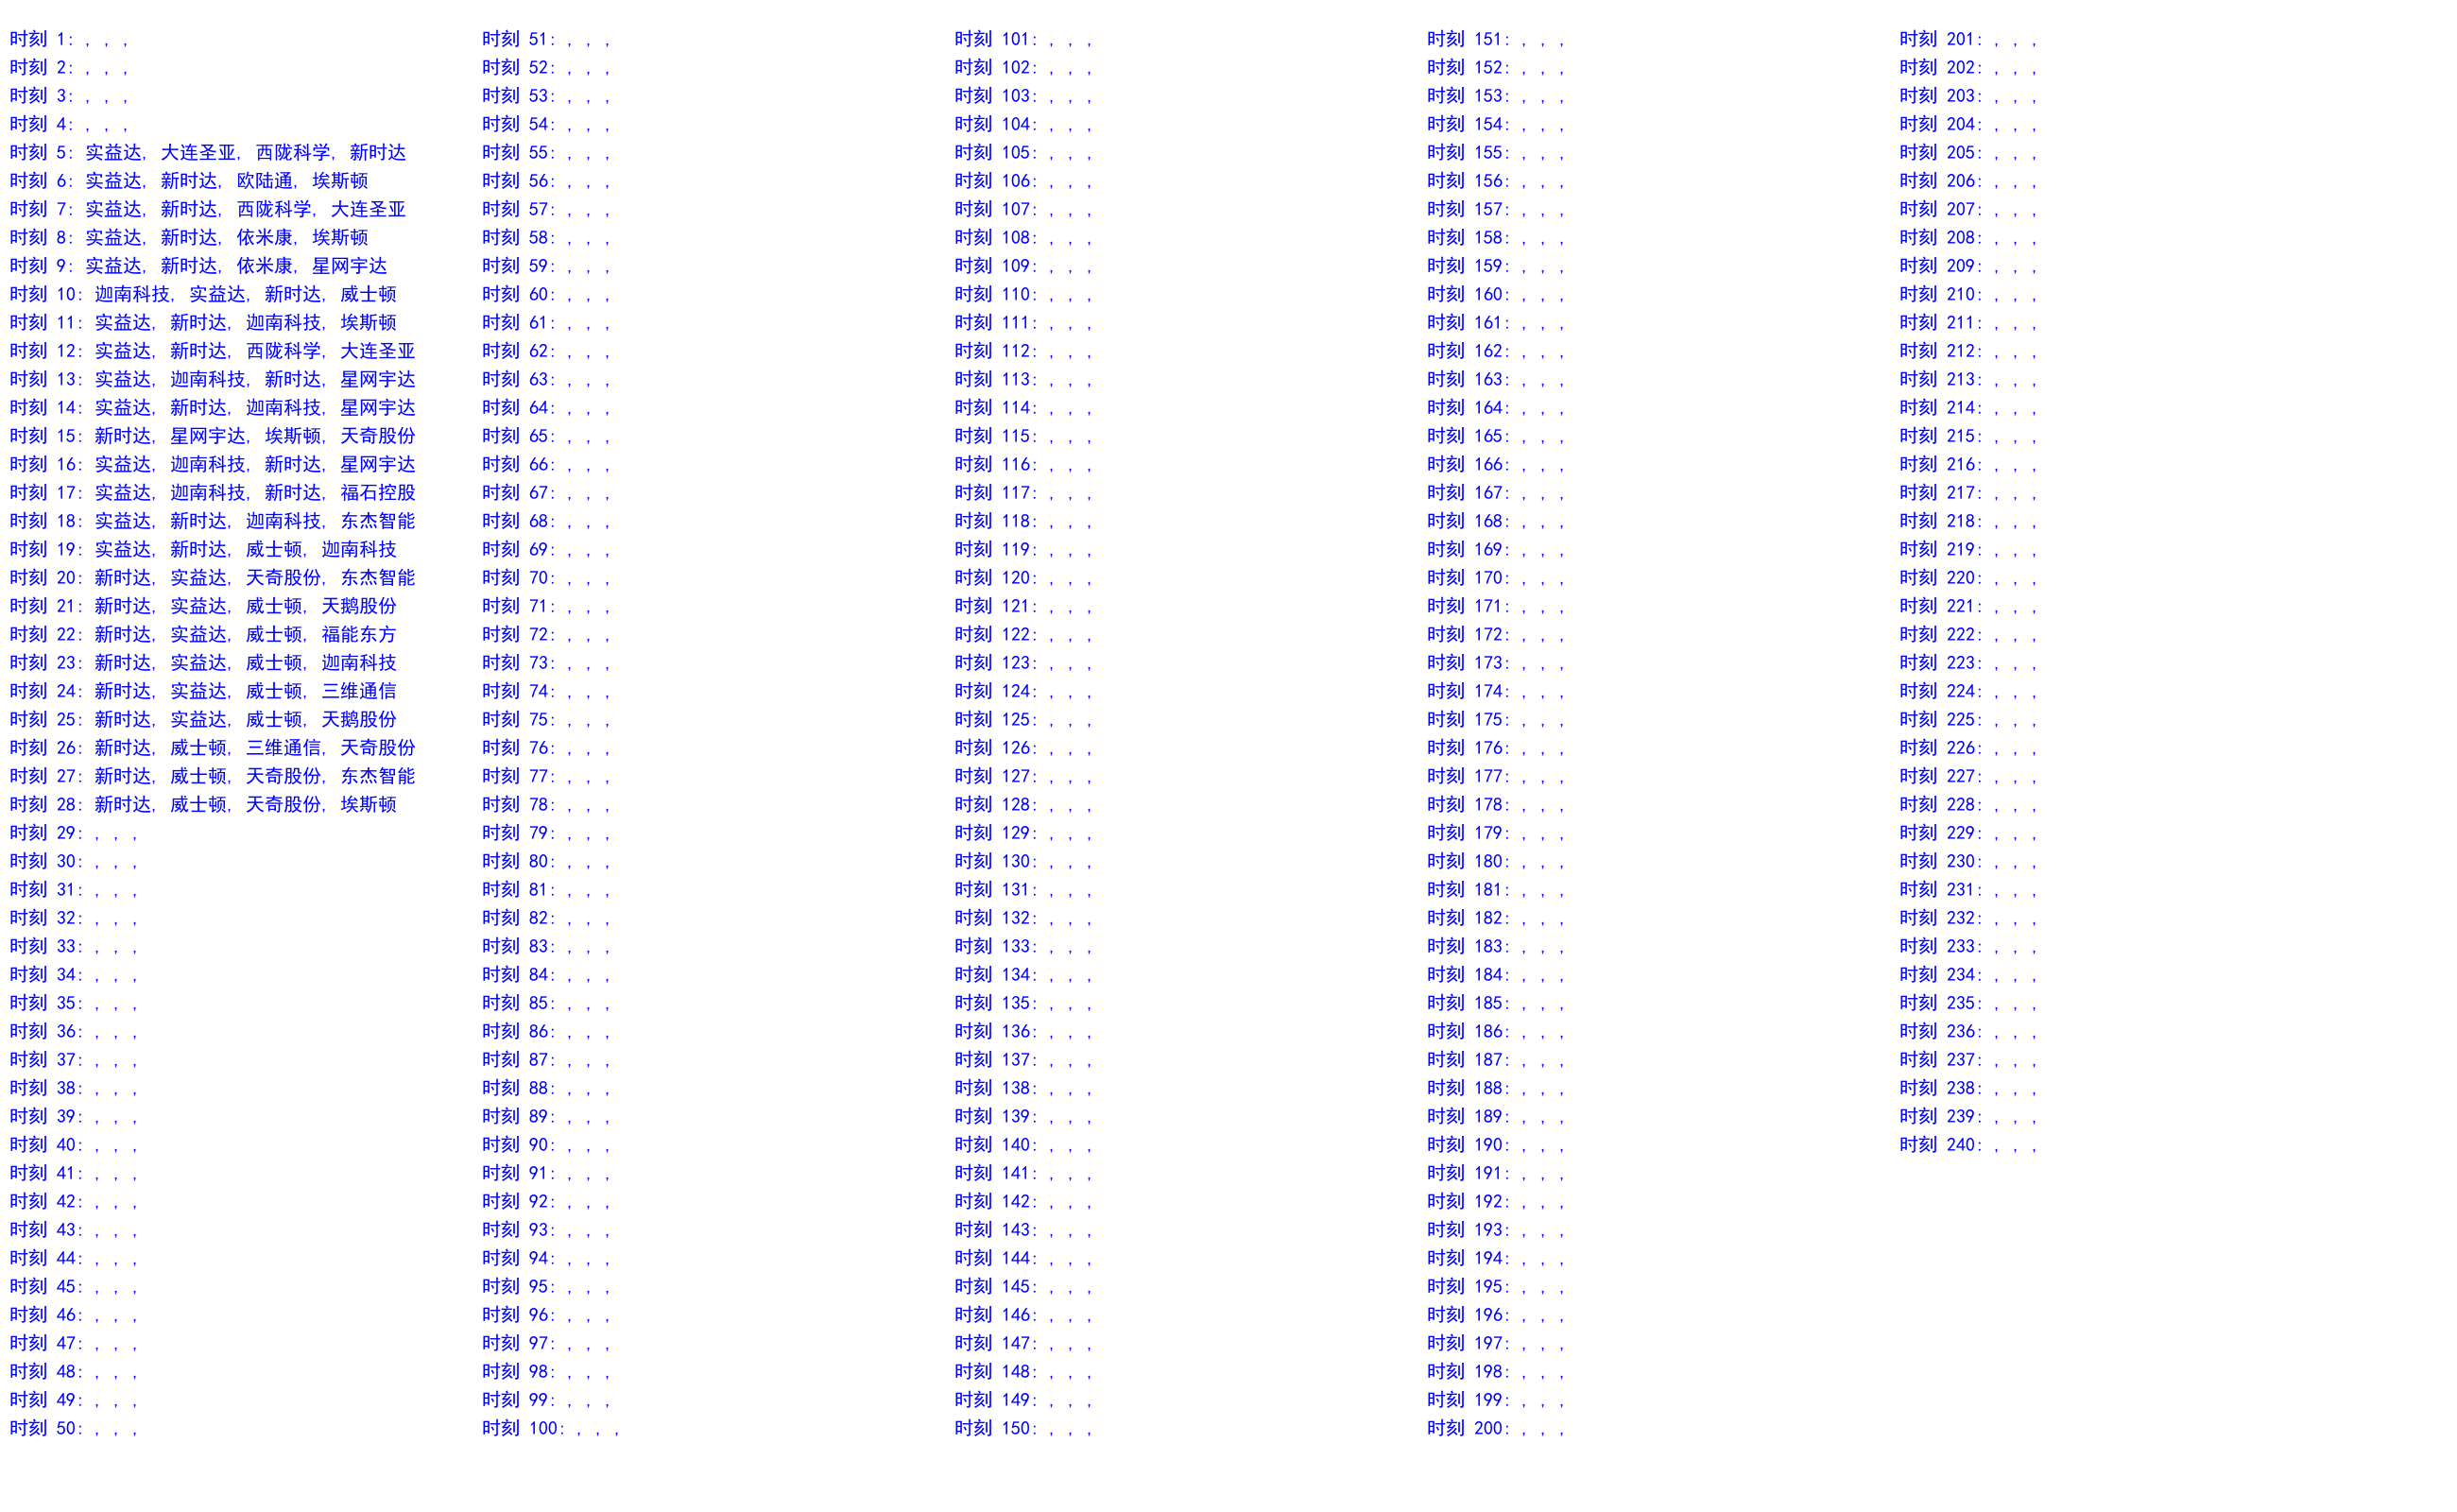 时刻 1: , , ,
时刻 2: , , ,
时刻 3: , , ,
时刻 4: , , ,
时刻 5: 实益达, 大连圣亚, 西陇科学, 新时达
时刻 6: 实益达, 新时达, 欧陆通, 埃斯顿
时刻 7: 实益达, 新时达, 西陇科学, 大连圣亚
时刻 8: 实益达, 新时达, 依米康, 埃斯顿
时刻 9: 实益达, 新时达, 依米康, 星网宇达
时刻 10: 迦南科技, 实益达, 新时达, 威士顿
时刻 11: 实益达, 新时达, 迦南科技, 埃斯顿
时刻 12: 实益达, 新时达, 西陇科学, 大连圣亚
时刻 13: 实益达, 迦南科技, 新时达, 星网宇达
时刻 14: 实益达, 新时达, 迦南科技, 星网宇达
时刻 15: 新时达, 星网宇达, 埃斯顿, 天奇股份
时刻 16: 实益达, 迦南科技, 新时达, 星网宇达
时刻 17: 实益达, 迦南科技, 新时达, 福石控股
时刻 18: 实益达, 新时达, 迦南科技, 东杰智能
时刻 19: 实益达, 新时达, 威士顿, 迦南科技
时刻 20: 新时达, 实益达, 天奇股份, 东杰智能
时刻 21: 新时达, 实益达, 威士顿, 天鹅股份
时刻 22: 新时达, 实益达, 威士顿, 福能东方
时刻 23: 新时达, 实益达, 威士顿, 迦南科技
时刻 24: 新时达, 实益达, 威士顿, 三维通信
时刻 25: 新时达, 实益达, 威士顿, 天鹅股份
时刻 26: 新时达, 威士顿, 三维通信, 天奇股份
时刻 27: 新时达, 威士顿, 天奇股份, 东杰智能
时刻 28: 新时达, 威士顿, 天奇股份, 埃斯顿
时刻 29: , , ,
时刻 30: , , ,
时刻 31: , , ,
时刻 32: , , ,
时刻 33: , , ,
时刻 34: , , ,
时刻 35: , , ,
时刻 36: , , ,
时刻 37: , , ,
时刻 38: , , ,
时刻 39: , , ,
时刻 40: , , ,
时刻 41: , , ,
时刻 42: , , ,
时刻 43: , , ,
时刻 44: , , ,
时刻 45: , , ,
时刻 46: , , ,
时刻 47: , , ,
时刻 48: , , ,
时刻 49: , , ,
时刻 50: , , ,
时刻 51: , , ,
时刻 52: , , ,
时刻 53: , , ,
时刻 54: , , ,
时刻 55: , , ,
时刻 56: , , ,
时刻 57: , , ,
时刻 58: , , ,
时刻 59: , , ,
时刻 60: , , ,
时刻 61: , , ,
时刻 62: , , ,
时刻 63: , , ,
时刻 64: , , ,
时刻 65: , , ,
时刻 66: , , ,
时刻 67: , , ,
时刻 68: , , ,
时刻 69: , , ,
时刻 70: , , ,
时刻 71: , , ,
时刻 72: , , ,
时刻 73: , , ,
时刻 74: , , ,
时刻 75: , , ,
时刻 76: , , ,
时刻 77: , , ,
时刻 78: , , ,
时刻 79: , , ,
时刻 80: , , ,
时刻 81: , , ,
时刻 82: , , ,
时刻 83: , , ,
时刻 84: , , ,
时刻 85: , , ,
时刻 86: , , ,
时刻 87: , , ,
时刻 88: , , ,
时刻 89: , , ,
时刻 90: , , ,
时刻 91: , , ,
时刻 92: , , ,
时刻 93: , , ,
时刻 94: , , ,
时刻 95: , , ,
时刻 96: , , ,
时刻 97: , , ,
时刻 98: , , ,
时刻 99: , , ,
时刻 100: , , ,
时刻 101: , , ,
时刻 102: , , ,
时刻 103: , , ,
时刻 104: , , ,
时刻 105: , , ,
时刻 106: , , ,
时刻 107: , , ,
时刻 108: , , ,
时刻 109: , , ,
时刻 110: , , ,
时刻 111: , , ,
时刻 112: , , ,
时刻 113: , , ,
时刻 114: , , ,
时刻 115: , , ,
时刻 116: , , ,
时刻 117: , , ,
时刻 118: , , ,
时刻 119: , , ,
时刻 120: , , ,
时刻 121: , , ,
时刻 122: , , ,
时刻 123: , , ,
时刻 124: , , ,
时刻 125: , , ,
时刻 126: , , ,
时刻 127: , , ,
时刻 128: , , ,
时刻 129: , , ,
时刻 130: , , ,
时刻 131: , , ,
时刻 132: , , ,
时刻 133: , , ,
时刻 134: , , ,
时刻 135: , , ,
时刻 136: , , ,
时刻 137: , , ,
时刻 138: , , ,
时刻 139: , , ,
时刻 140: , , ,
时刻 141: , , ,
时刻 142: , , ,
时刻 143: , , ,
时刻 144: , , ,
时刻 145: , , ,
时刻 146: , , ,
时刻 147: , , ,
时刻 148: , , ,
时刻 149: , , ,
时刻 150: , , ,
时刻 151: , , ,
时刻 152: , , ,
时刻 153: , , ,
时刻 154: , , ,
时刻 155: , , ,
时刻 156: , , ,
时刻 157: , , ,
时刻 158: , , ,
时刻 159: , , ,
时刻 160: , , ,
时刻 161: , , ,
时刻 162: , , ,
时刻 163: , , ,
时刻 164: , , ,
时刻 165: , , ,
时刻 166: , , ,
时刻 167: , , ,
时刻 168: , , ,
时刻 169: , , ,
时刻 170: , , ,
时刻 171: , , ,
时刻 172: , , ,
时刻 173: , , ,
时刻 174: , , ,
时刻 175: , , ,
时刻 176: , , ,
时刻 177: , , ,
时刻 178: , , ,
时刻 179: , , ,
时刻 180: , , ,
时刻 181: , , ,
时刻 182: , , ,
时刻 183: , , ,
时刻 184: , , ,
时刻 185: , , ,
时刻 186: , , ,
时刻 187: , , ,
时刻 188: , , ,
时刻 189: , , ,
时刻 190: , , ,
时刻 191: , , ,
时刻 192: , , ,
时刻 193: , , ,
时刻 194: , , ,
时刻 195: , , ,
时刻 196: , , ,
时刻 197: , , ,
时刻 198: , , ,
时刻 199: , , ,
时刻 200: , , ,
时刻 201: , , ,
时刻 202: , , ,
时刻 203: , , ,
时刻 204: , , ,
时刻 205: , , ,
时刻 206: , , ,
时刻 207: , , ,
时刻 208: , , ,
时刻 209: , , ,
时刻 210: , , ,
时刻 211: , , ,
时刻 212: , , ,
时刻 213: , , ,
时刻 214: , , ,
时刻 215: , , ,
时刻 216: , , ,
时刻 217: , , ,
时刻 218: , , ,
时刻 219: , , ,
时刻 220: , , ,
时刻 221: , , ,
时刻 222: , , ,
时刻 223: , , ,
时刻 224: , , ,
时刻 225: , , ,
时刻 226: , , ,
时刻 227: , , ,
时刻 228: , , ,
时刻 229: , , ,
时刻 230: , , ,
时刻 231: , , ,
时刻 232: , , ,
时刻 233: , , ,
时刻 234: , , ,
时刻 235: , , ,
时刻 236: , , ,
时刻 237: , , ,
时刻 238: , , ,
时刻 239: , , ,
时刻 240: , , ,